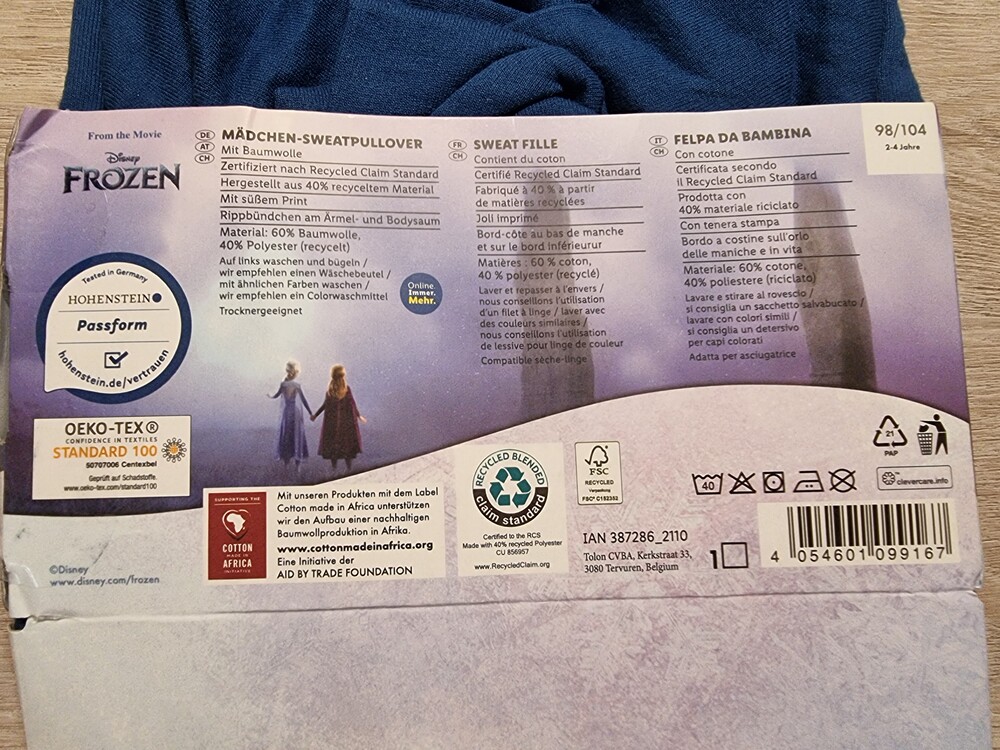 From the Movie
Disney
FROZEN
Tested in Germany
HOHENSTEIN
Passform
hohenstein.de/vertrauen
OEKO-TEX®
CONFIDENCE IN TEXTILES
STANDARD 100
S0707006 Centexbel
Geprüft auf Schadstoffe.
www.oeko-tex.com/standard100
©Disney
www.disney.com/frozen
DE
AT
CH
MÄDCHEN-SWEATPULLOVER
Mit Baumwolle
Zertifiziert nach Recycled Claim Standard
Hergestellt aus 40% recyceltem Material
Mit süßem Print
Rippbündchen am Ärmel- und Bodysaum
Material: 60% Baumwolle,
40% Polyester (recycelt)
Auf links waschen und bügeln /
wir empfehlen einen Wäschebeutel /
mit ähnlichen Farben waschen /
wir empfehlen ein Colorwaschmittel
Trocknergeeignet
Online.
Immer.
Mehr.
FR
CH
SWEAT FILLE
Contient du coton
Certifié Recycled Claim Standard
Fabriqué à 40 % à partir
de matières recyclées
Joli imprimé
Bord-côte au bas de manche
et sur le bord inférieurur
Matières : 60 % coton,
40 % polyester (recyclé)
Laver et repasser à l'envers /
nous conseillons l'utilisation
d'un filet à linge / laver avec
des couleurs similaires /
nous conseillons l'utilisation
de lessive pour linge de couleur
Compatible sèche-linge
IT
CH
FELPA DA BAMBINA
Con cotone
Certificata secondo
il Recycled Claim Standard
Prodotta con
40% materiale riciclato
Con tenera stampa
Bordo a costine sull'orlo
delle maniche e in vita
Materiale: 60% cotone,
40% poliestere (riciclato)
Lavare e stirare al rovescio /
si consiglia un sacchetto salvabucato /
lavare con colori simili /
si consiglia un detersivo
per capi colorati
Adatta per asciugatrice
98/104
2-4 Jahre
SUPPORTING THE
COTTON
MADE IN
AFRICA
INITIATIVE
Mit unseren Produkten mit dem Label
Cotton made in Africa unterstützen
wir den Aufbau einer nachhaltigen
Baumwollproduktion in Afrika.
www.cottonmadeinafrica.org
Eine Initiative der
AID BY TRADE FOUNDATION
RECYCLED BLENDED
claim standard
Certified to the RCS
Made with 40% recycled Polyester
CU 856957
www.RecycledClaim.org
FSC
RECYCLED
Verpackung
FSC® C152352
IAN 387286_2110
Tolon CVBA, Kerkstraat 33,
3080 Tervuren, Belgium
1
21
PAP
40
clevercare.info
4 054601 099167